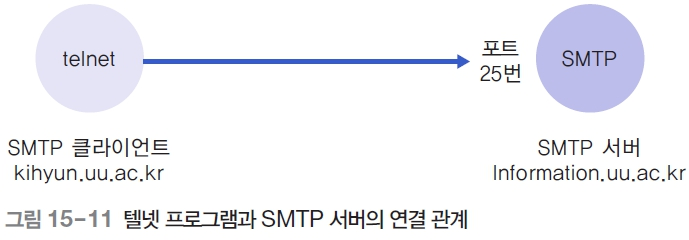 telnet
포트
25번
SMTP
SMTP 클라이언트
kihyun.uu.ac.kr
SMTP 서버
Information.uu.ac.kr
그림 15-11 텔넷 프로그램과 SMTP 서버의 연결 관계